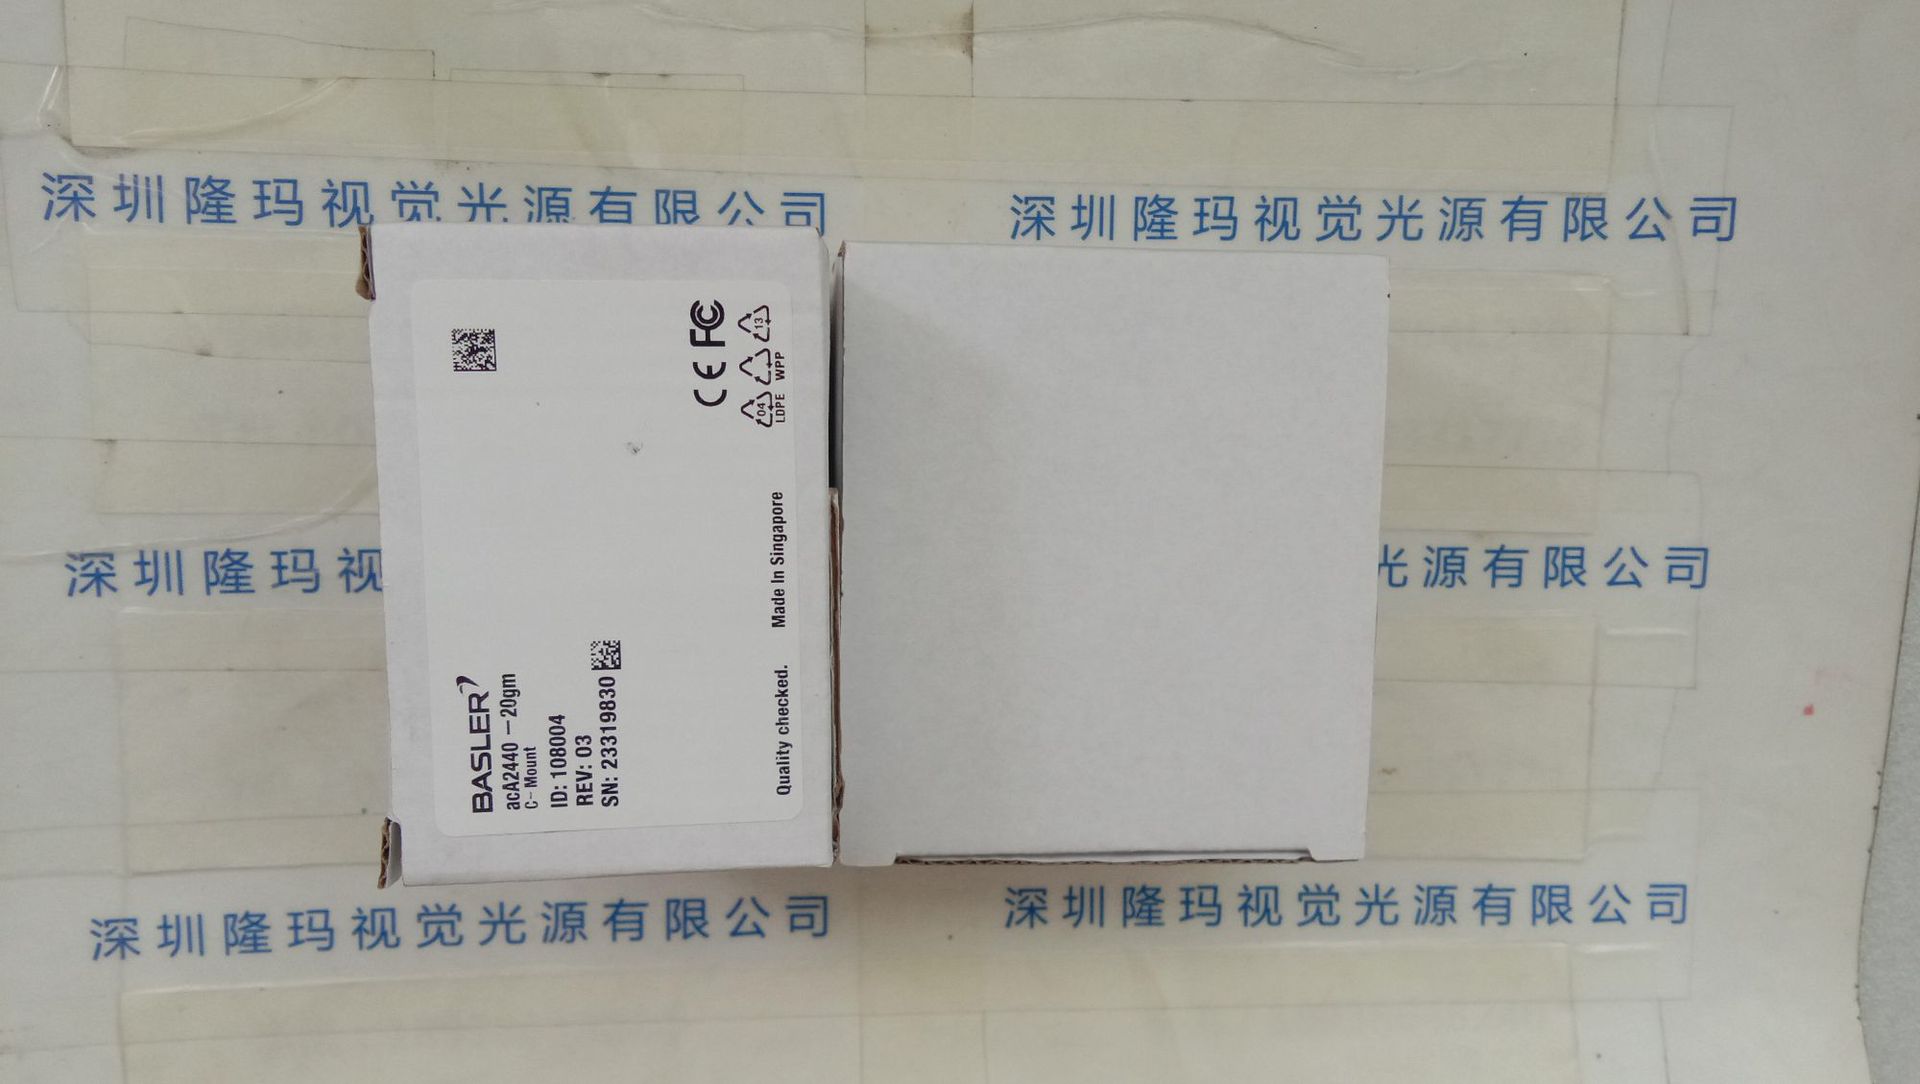 深圳隆玛视觉光源有限公司
深圳隆玛视觉光源有限公司
BASLER
acA2440-20gm
C-Mount
ID: 108004
REV: 03
SN: 23319830
Quality checked. Made In Singapore
CE FC
04 13
LDPE WPP
深圳隆玛视
光源有限公司
深圳隆玛视觉光源有限公司
深圳隆玛视觉光源有限公司